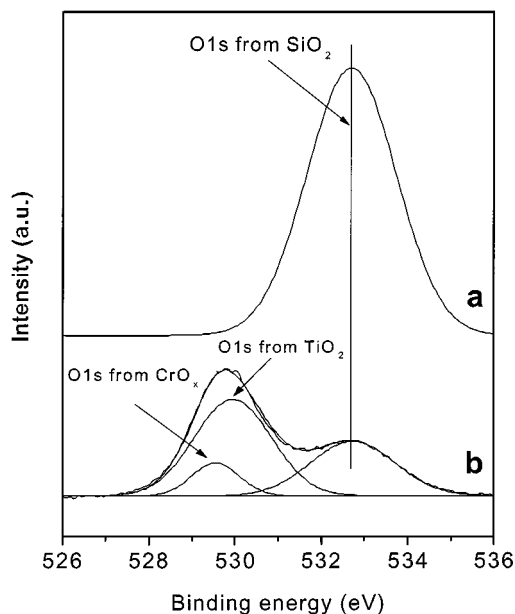 O1s from SiO2
a
O1s from TiO2
O1s from CrOx
b
Intensity (a.u.)
526 528 530 532 534 536
Binding energy (eV)